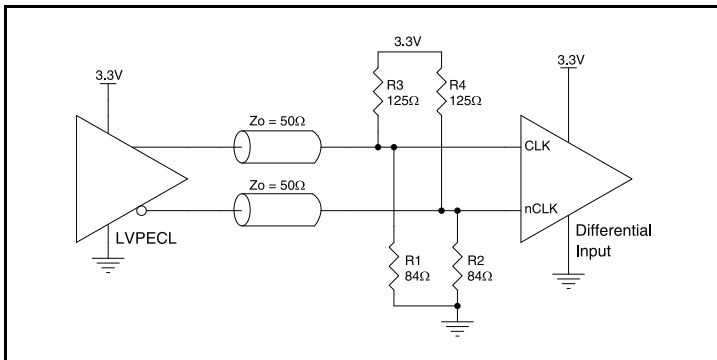 3.3V
3.3V
3.3V
R3
125Ω
R4
125Ω
Zo = 50Ω
CLK
Zo = 50Ω
nCLK
LVPECL
Differential
Input
R1
84Ω
R2
84Ω